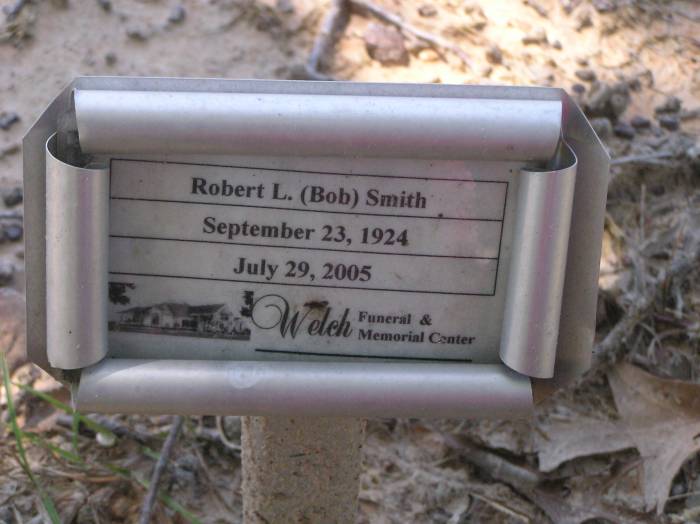 Robert L. (Bob) Smith
September 23, 1924
July 29, 2005
Welch Funeral &
Memorial Center